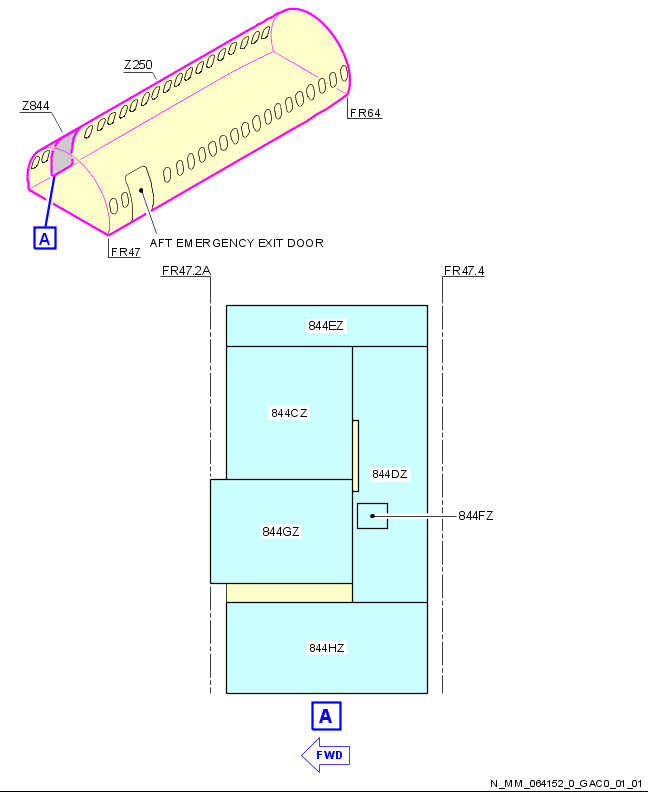 Z250
Z844
FR64
A
AFT EMERGENCY EXIT DOOR
FR47
FR47.2A
FR47.4
844EZ
844CZ
844DZ
844FZ
844GZ
844HZ
A
FWD
N_MM_064152_0_GAC0_01_01